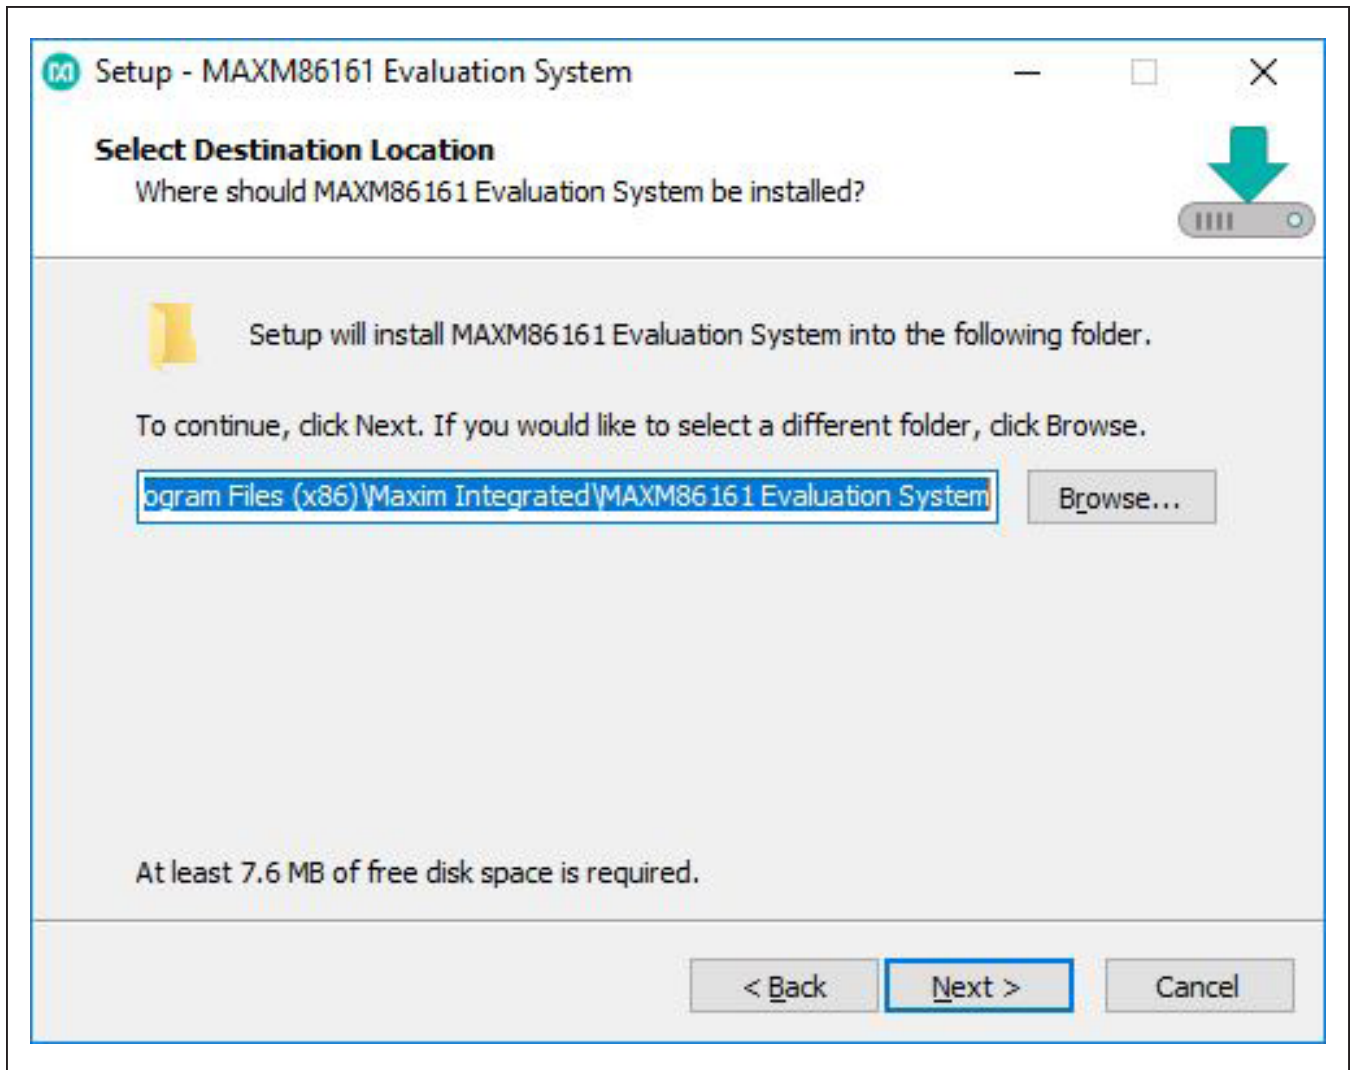 Setup - MAXM86161 Evaluation System
Select Destination Location
Where should MAXM86161 Evaluation System be installed?
Setup will install MAXM86161 Evaluation System into the following folder.
To continue, click Next. If you would like to select a different folder, click Browse.
ogram Files (x86)\Maxim Integrated\MAXM86161 Evaluation System
Browse...
At least 7.6 MB of free disk space is required.
< Back
Next >
Cancel